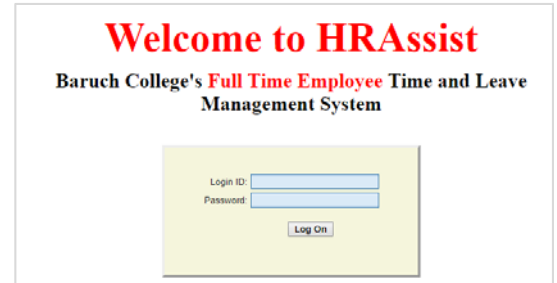 Welcome to HRAssist
Baruch College's Full Time Employee Time and Leave
Management System
Login ID:
Password:
Log On